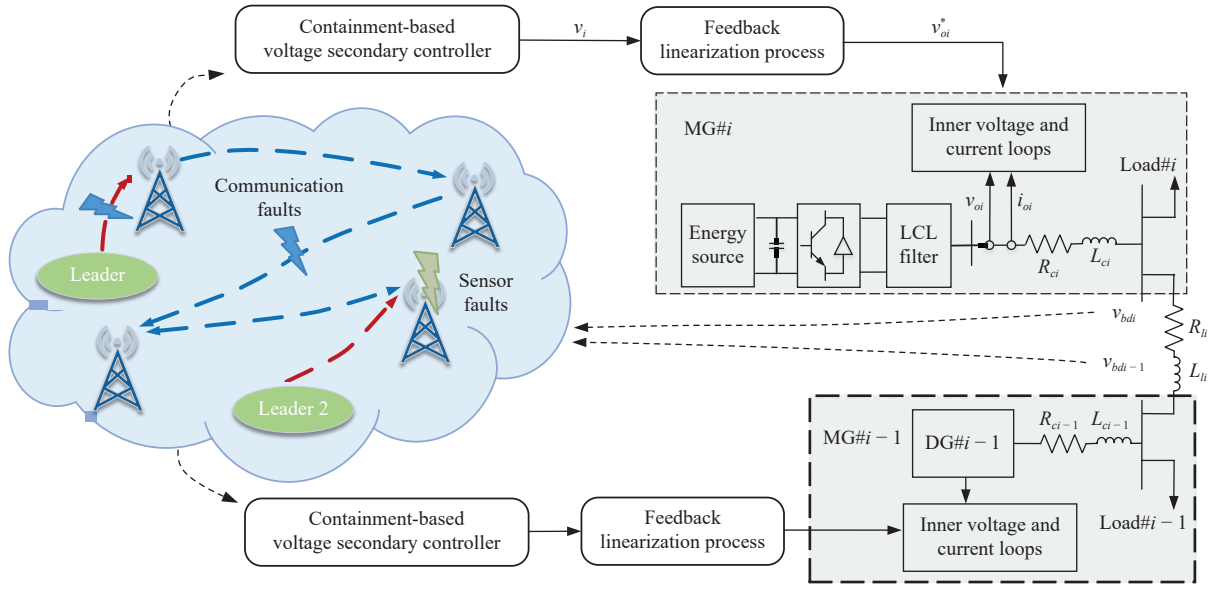 Containment-based
voltage secondary controller
v_i
Feedback
linearization process
v*_oi
MG#i
Inner voltage and
current loops
Load#i
v_oi
i_oi
Energy
source
LCL
filter
R_ci
L_ci
Communication
faults
Leader
Sensor
faults
Leader 2
v_bdi
R_li
v_bdi−1
L_li
MG#i − 1
DG#i − 1
R_ci−1
L_ci−1
Load#i − 1
Inner voltage and
current loops
Containment-based
voltage secondary controller
Feedback
linearization process